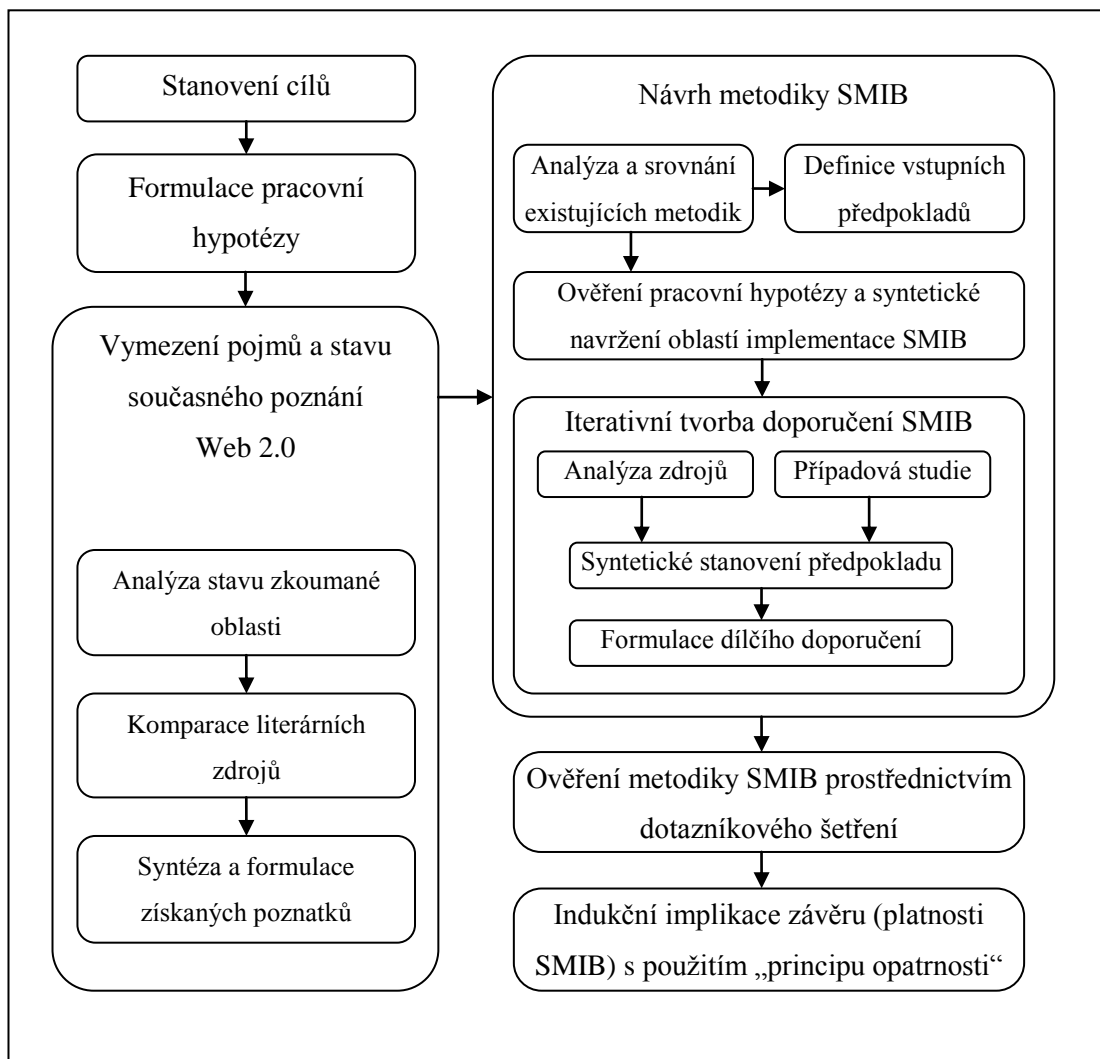 Stanovení cílů
Formulace pracovní
hypotézy
Vymezení pojmů a stavu
současného poznání
Web 2.0
Analýza stavu zkoumané
oblasti
Komparace literárních
zdrojů
Syntéza a formulace
získaných poznatků
Návrh metodiky SMIB
Analýza a srovnání
existujících metodik
Definice vstupních
předpokladů
Ověření pracovní hypotézy a syntetické
navržení oblastí implementace SMIB
Iterativní tvorba doporučení SMIB
Analýza zdrojů
Případová studie
Syntetické stanovení předpokladu
Formulace dílčího doporučení
Ověření metodiky SMIB prostřednictvím
dotazníkového šetření
Indukční implikace závěru (platnosti
SMIB) s použitím „principu opatrnosti“